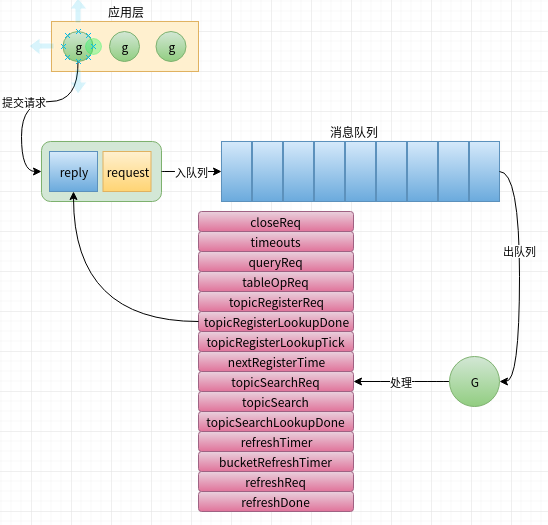 应用层
g
g
g
提交请求
消息队列
reply
request
入队列
出队列
closeReq
timeouts
queryReq
tableOpReq
topicRegisterReq
topicRegisterLookupDone
topicRegisterLookupTick
nextRegisterTime
topicSearchReq
处理
G
topicSearch
topicSearchLookupDone
refreshTimer
bucketRefreshTimer
refreshReq
refreshDone